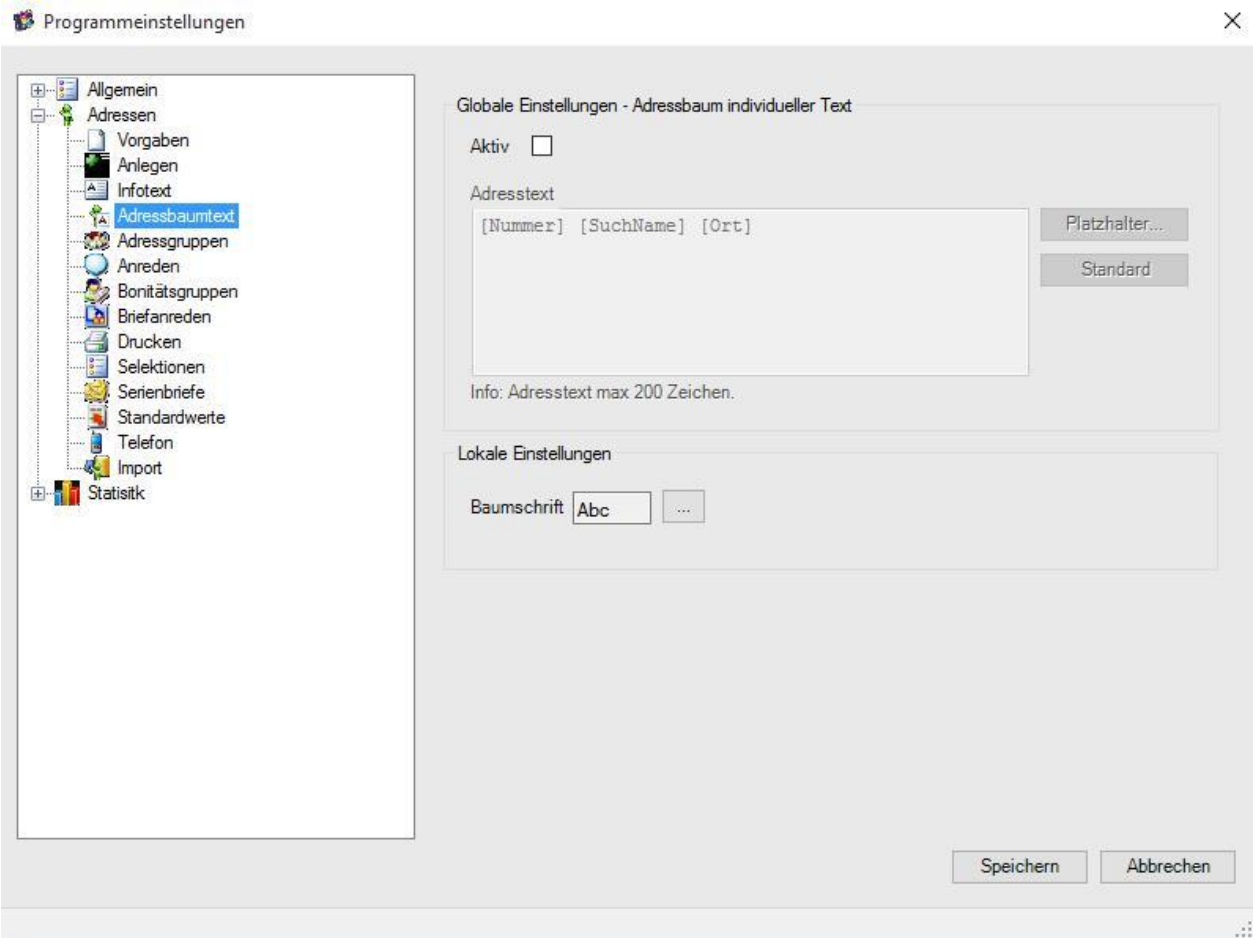 Programmeinstellungen
Allgemein
Adressen
Vorgaben
Anlegen
Infotext
Adressbaumtext
Adressgruppen
Anreden
Bonitätsgruppen
Briefanreden
Drucken
Selektionen
Serienbriefe
Standardwerte
Telefon
Import
Statisitk
Globale Einstellungen - Adressbaum individueller Text
Aktiv
Adresstext
[Nummer] [SuchName] [Ort]
Platzhalter...
Standard
Info: Adresstext max 200 Zeichen.
Lokale Einstellungen
Baumschrift Abc ...
Speichern Abbrechen